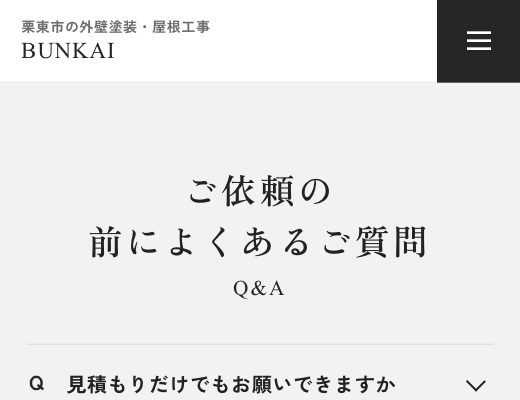 栗東市の外壁塗装・屋根工事
BUNKAI
ご依頼の
前によくあるご質問
Q&A
Q 見積もりだけでもお願いできますか